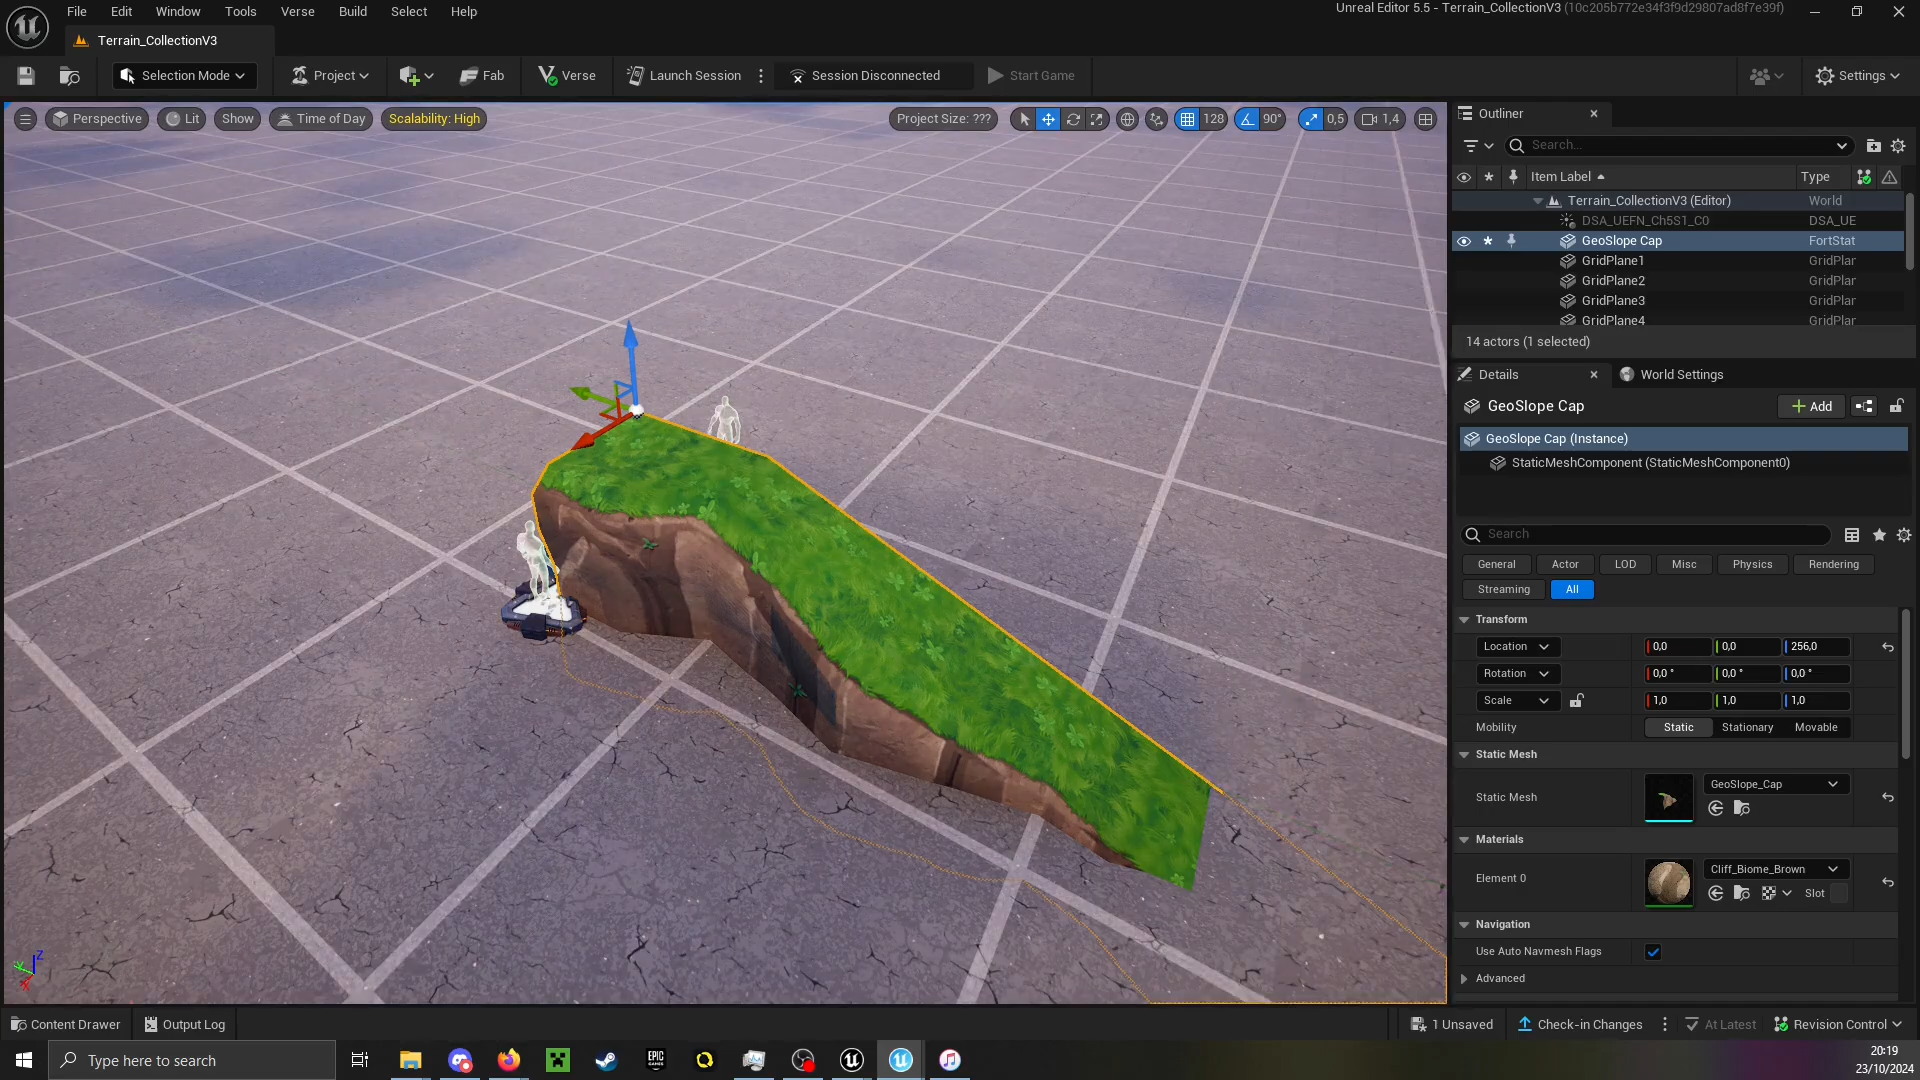 File Edit Window Tools Verse Build Select Help
Unreal Editor 5.5 - Terrain_CollectionV3 (10c205b772e34f3f9d29807ad8f7e39f)
Terrain_CollectionV3
Selection Mode Project Fab Verse Launch Session Session Disconnected Start Game Settings
Perspective Lit Show Time of Day Scalability: High Project Size: ??? 128 90° 0,5 1,4
Outliner
Search...
Item Label Type
Terrain_CollectionV3 (Editor) World
DSA_UEFN_Ch5S1_C0 DSA_UE
GeoSlope Cap FortStat
GridPlane1 GridPlar
GridPlane2 GridPlar
GridPlane3 GridPlar
GridPlane4 GridPlar
14 actors (1 selected)
Details World Settings
GeoSlope Cap Add
GeoSlope Cap (Instance)
StaticMeshComponent (StaticMeshComponent0)
Search
General Actor LOD Misc Physics Rendering
Streaming All
Transform
Location 0,0 0,0 256,0
Rotation 0,0 ° 0,0 ° 0,0 °
Scale 1,0 1,0 1,0
Mobility Static Stationary Movable
Static Mesh
Static Mesh GeoSlope_Cap
Materials
Element 0 Cliff_Biome_Brown
Slot
Navigation
Use Auto Navmesh Flags
Advanced
Z
Y
X
Content Drawer Output Log 1 Unsaved Check-in Changes At Latest Revision Control
Type here to search
EPIC
GAMES
20:19
23/10/2024